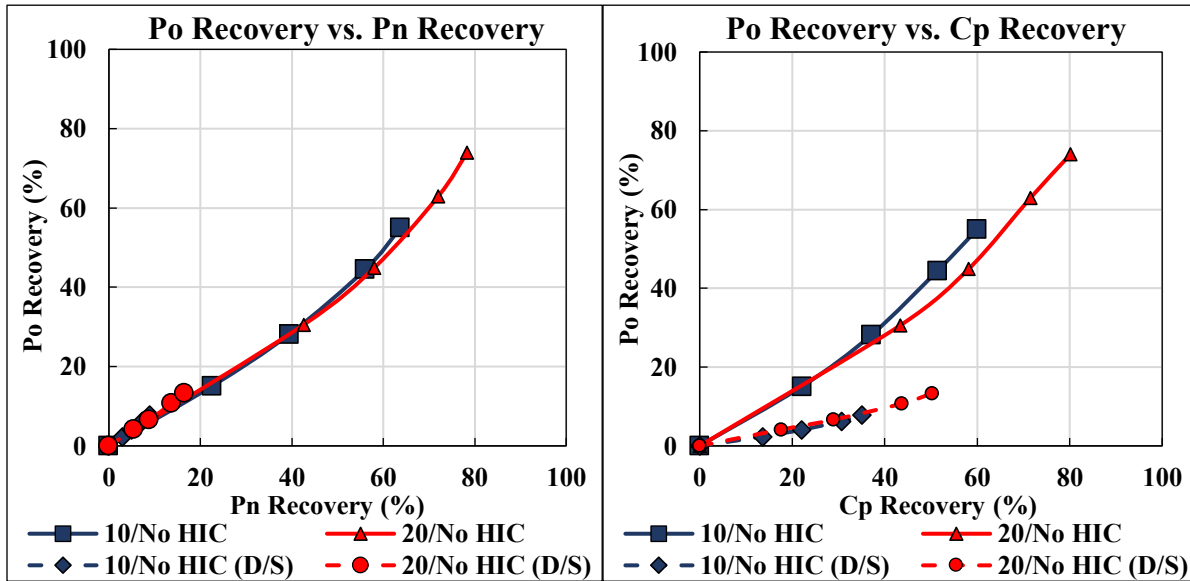 Po Recovery vs. Pn Recovery
100
80
60
40
20
0
Po Recovery (%)
0 20 40 60 80 100
Pn Recovery (%)
10/No HIC 20/No HIC
10/No HIC (D/S) 20/No HIC (D/S)
Po Recovery vs. Cp Recovery
100
80
60
40
20
0
Po Recovery (%)
0 20 40 60 80 100
Cp Recovery (%)
10/No HIC 20/No HIC
10/No HIC (D/S) 20/No HIC (D/S)